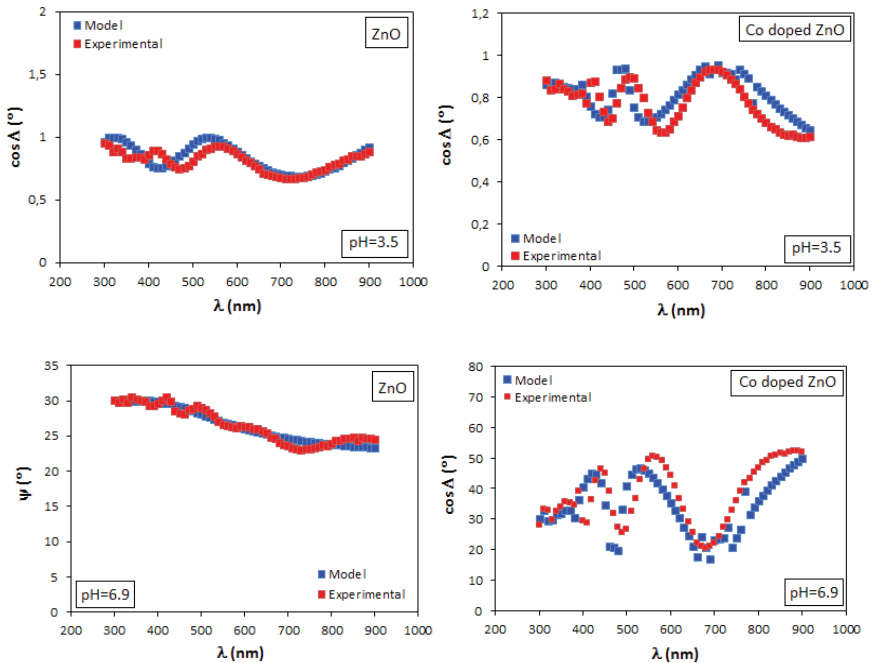 2
1,5
1
0,5
0
200 300 400 500 600 700 800 900 1000
cos Δ (°)
λ (nm)
Model
Experimental
ZnO
pH=3.5
1,2
1
0,8
0,6
0,4
0,2
0
200 300 400 500 600 700 800 900 1000
cos Δ (°)
λ (nm)
Co doped ZnO
Model
Experimental
pH=3.5
35
30
25
20
15
10
5
0
200 300 400 500 600 700 800 900 1000
Ψ (°)
λ (nm)
ZnO
Model
Experimental
pH=6.9
80
70
60
50
40
30
20
10
0
200 300 400 500 600 700 800 900 1000
cos Δ (°)
λ (nm)
Model
Experimental
Co doped ZnO
pH=6.9